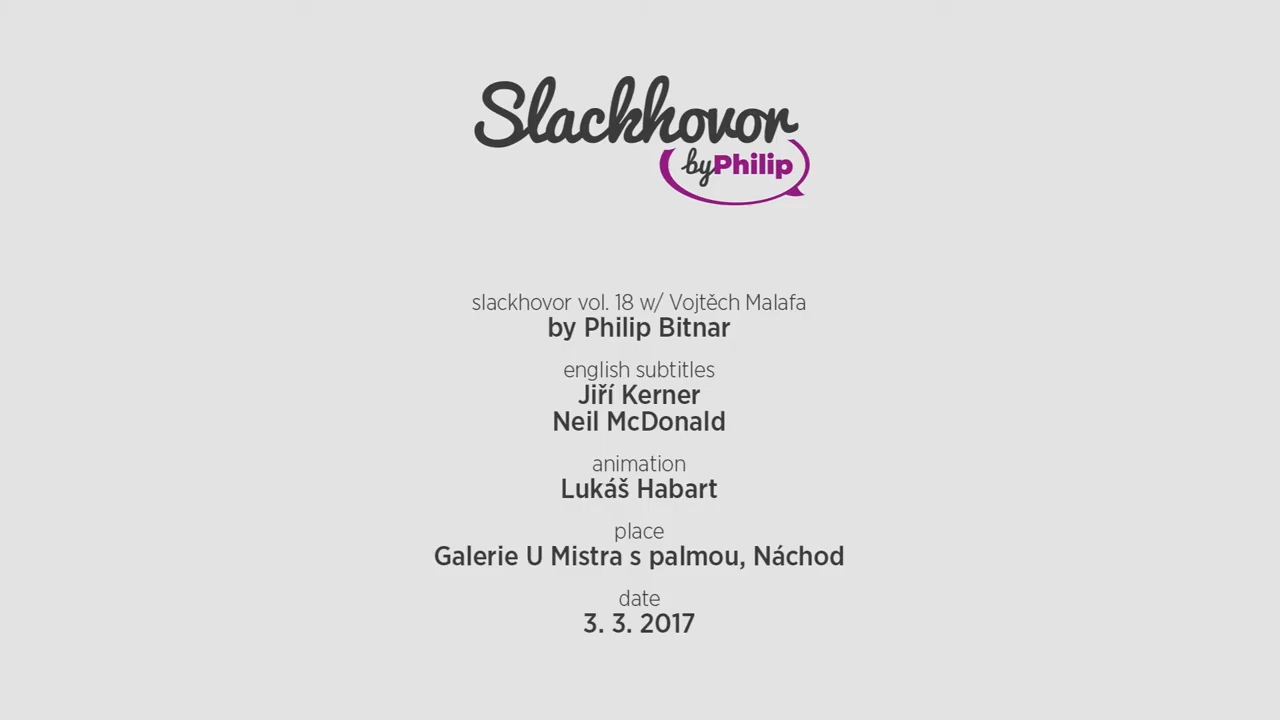 Slackhovor
byPhilip
slackhovor vol. 18 w/ Vojtěch Malafa
by Philip Bitnar
english subtitles
Jiří Kerner
Neil McDonald
animation
Lukáš Habart
place
Galerie U Mistra s palmou, Náchod
date
3. 3. 2017